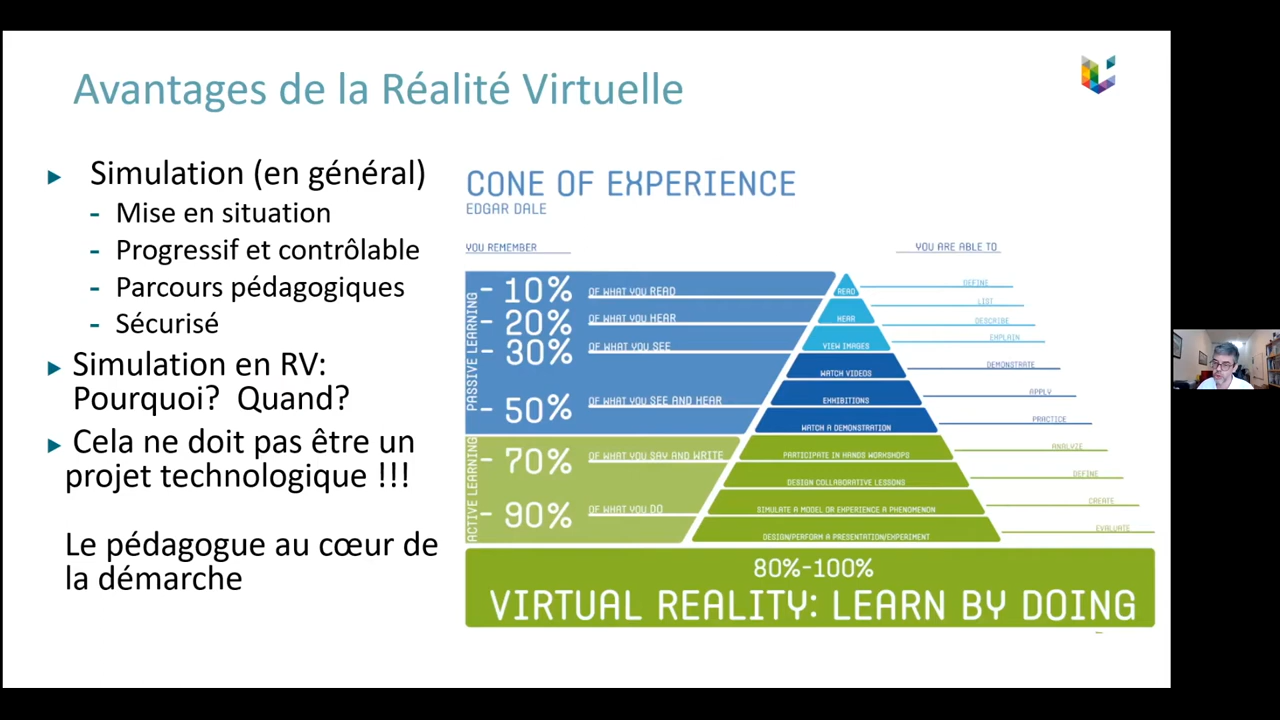 Avantages de la Réalité Virtuelle
► Simulation (en général)
- Mise en situation
- Progressif et contrôlable
- Parcours pédagogiques
- Sécurisé
► Simulation en RV:
Pourquoi? Quand?
► Cela ne doit pas être un
projet technologique !!!
Le pédagogue au cœur de
la démarche
CONE OF EXPERIENCE
EDGAR DALE
YOU REMEMBER
YOU ARE ABLE TO
PASSIVE LEARNING
- 10% OF WHAT YOU READ
- 20% OF WHAT YOU HEAR
- 30% OF WHAT YOU SEE
- 50% OF WHAT YOU SEE AND HEAR
ACTIVE LEARNING
- 70% OF WHAT YOU SAY AND WRITE
- 90% OF WHAT YOU DO
READ
HEAR
VIEW IMAGES
WATCH VIDEOS
EXHIBITIONS
WATCH A DEMONSTRATION
PARTICIPATE IN HANDS WORKSHOPS
DESIGN COLLABORATIVE LESSONS
SIMULATE A MODEL OR EXPERIENCE A PHENOMENON
DESIGN/PERFORM A PRESENTATION/EXPERIMENT
DEFINE
LIST
DESCRIBE
EXPLAIN
DEMONSTRATE
APPLY
PRACTICE
ANALYZE
DEFINE
CREATE
EVALUATE
80%-100%
VIRTUAL REALITY: LEARN BY DOING